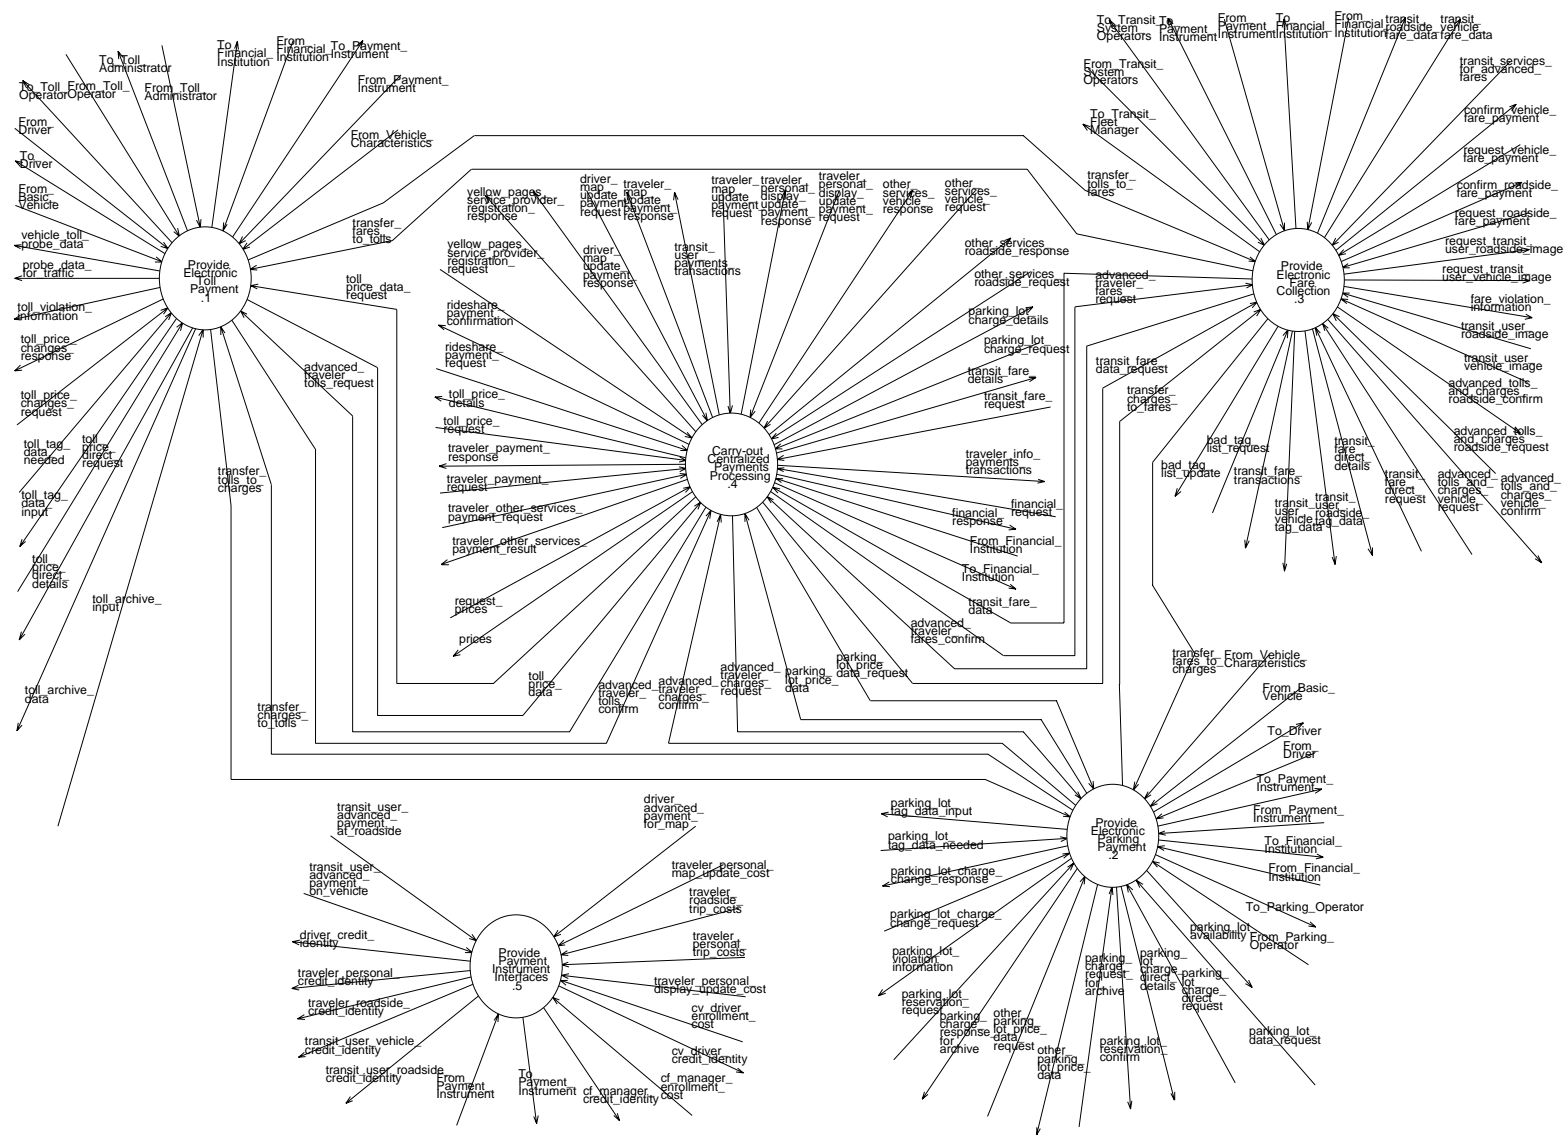 To_Toll_
Administrator
To_
Financial_
Institution_
From_
Financial_
Institution
To_Payment_
Instrument
To_Toll_
Operator
From_Toll_
Operator
From_Toll_
Administrator
From_Payment_
Instrument
From_
Driver
From_Vehicle_
Characteristics
To_
Driver
From_
Basic_
Vehicle
vehicle_toll_
probe_data
probe_data_
for_traffic
toll_violation_
information
toll_price_
changes_
response
toll_price_
changes_
request
toll_tag_
data_
needed
toll_
price_
direct_
request
toll_tag_
data_
input_
toll_
price_
direct_
details
toll_archive_
input
toll_archive_
data
Provide_
Electronic_
Toll_
Payment
.1
transfer_
fares_
to_tolls
toll_
price_data_
request
advanced_
traveler_
tolls_request
transfer_
tolls_to_
charges
transfer_
charges_
to_tolls
yellow_pages_
service_provider_
registration_
response
driver_
map_
update_
payment_
request
traveler_
map_
update_
payment_
response
traveler_
map_
update_
payment_
request
traveler_
personal_
display_
update_
payment_
response
traveler_
personal_
display_
update_
payment_
request
other_
services_
vehicle_
response
other_
services_
vehicle_
request
yellow_pages_
service_provider_
registration_
request
driver_
map_
update_
payment_
response
transit_
user_
payments_
transactions
other_services_
roadside_response
other_services_
roadside_request
rideshare_
payment_
confirmation
rideshare_
payment_
request
parking_lot_
charge_details
parking_lot_
charge_request
toll_price_
details
toll_price_
request
transit_fare_
details
transit_fare_
request
traveler_payment_
response
traveler_payment_
request
traveler_other_services_
payment_request
traveler_other_services_
payment_result
request_
prices
prices
Carry-out_
Centralized_
Payments_
Processing
.4
traveler_info_
payments_
transactions
financial_
request
financial_
response
From_Financial_
Institution
To_Financial_
Institution
transit_fare_
data
advanced_
traveler_
fares_confirm
toll_
price_
data
advanced_
traveler_
tolls_
confirm
advanced_
traveler_
charges_
confirm
advanced_
traveler_
charges_
request
parking_
lot_price_
data
parking_
lot_price_
data_request
To_Transit_
System_
Operators
To_
Payment_
Instrument
From_
Payment_
Instrument
To_
Financial_
Institution
From_
Financial_
Institution
transit_
roadside_
fare_data
transit_
vehicle_
fare_data
From_Transit_
System_
Operators
To_Transit_
Fleet_
Manager
transfer_
tolls_to_
fares
transit_services_
for_advanced_
fares
confirm_vehicle_
fare_payment
request_vehicle_
fare_payment
confirm_roadside_
fare_payment
request_roadside_
fare_payment
request_transit_
user_roadside_image
request_transit_
user_vehicle_image
fare_violation_
information
transit_user_
roadside_image
transit_user_
vehicle_image
advanced_tolls_
and_charges_
roadside_confirm
advanced_tolls_
and_charges_
roadside_request
Provide_
Electronic_
Fare_
Collection
.3
advanced_
traveler_
fares_
request
transit_fare_
data_request
transfer_
charges_
to_fares
bad_tag_
list_request
bad_tag_
list_update
transit_fare_
transactions
transit_
user_
vehicle_
tag_data
transit_
user_
roadside_
tag_data
transit_
fare_
direct_
details
transit_
fare_
direct_
request
advanced_
tolls_and_
charges_
vehicle_
request
advanced_
tolls_and_
charges_
vehicle_
confirm_
transfer_
fares_to_
charges
From_Vehicle_
Characteristics
From_Basic_
Vehicle
To_Driver
From_
Driver
To_Payment_
Instrument
From_Payment_
Instrument
To_Financial_
Institution
From_Financial_
Institution
To_Parking_Operator
From_Parking_
Operator
Provide_
Electronic_
Parking_
Payment
.2
parking_lot_
tag_data_input
parking_lot_
tag_data_needed
parking_lot_charge_
change_response
parking_lot_charge_
change_request
parking_lot_
violation_
information
parking_lot_
reservation_
request
parking_
charge_
response_
for_
archive
other_
parking_
lot_price_
data_
request
other_
parking_
lot_price_
data
parking_
charge_
request_
for_
archive
parking_lot_
reservation_
confirm
parking_
lot_
charge_
direct_
details
parking_
lot_
charge_
direct_
request
parking_lot_
availability
parking_lot_
data_request
transit_user_
advanced_
payment_
at_roadside
driver_
advanced_
payment_
for_map
transit_user_
advanced_
payment_
on_vehicle
driver_credit_
identity
traveler_personal_
credit_identity
traveler_roadside_
credit_identity
transit_user_vehicle_
credit_identity
transit_user_roadside_
credit_identity
From_
Payment_
Instrument
To_
Payment_
Instrument
Provide_
Payment_
Instrument_
Interfaces
.5
traveler_personal_
map_update_cost
traveler_
roadside_
trip_costs
traveler_
personal_
trip_costs
traveler_personal_
display_update_cost
cv_driver_
enrollment_
cost
cv_driver_
credit_identity
cf_manager_
credit_identity
cf_manager_
enrollment_
cost